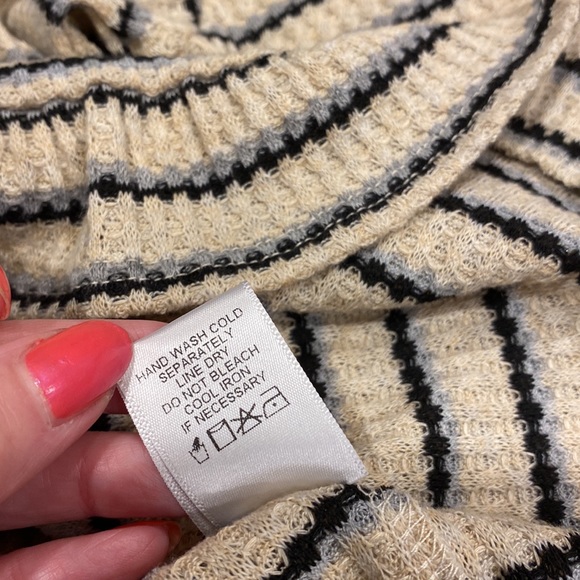 HAND WASH COLD
SEPARATELY
LINE DRY
DO NOT BLEACH
COOL IRON
IF NECESSARY